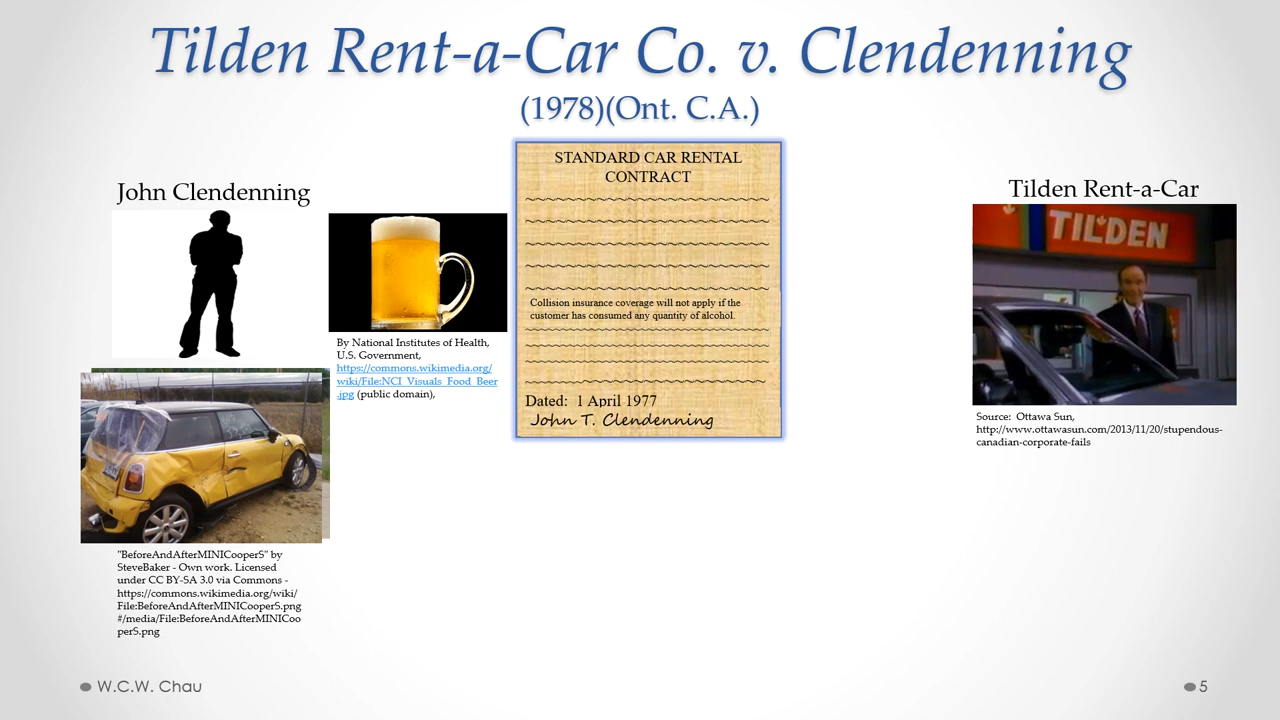 Tilden Rent-a-Car Co. v. Clendenning
(1978)(Ont. C.A.)
John Clendenning
By National Institutes of Health,
U.S. Government,
https://commons.wikimedia.org/
wiki/File:NCI_Visuals_Food_Beer
.jpg (public domain),
"BeforeAndAfterMINICooperS" by
SteveBaker - Own work. Licensed
under CC BY-SA 3.0 via Commons -
https://commons.wikimedia.org/wiki/
File:BeforeAndAfterMINICooperS.png
#/media/File:BeforeAndAfterMINICoo
perS.png
STANDARD CAR RENTAL
CONTRACT
Collision insurance coverage will not apply if the
customer has consumed any quantity of alcohol.
Dated: 1 April 1977
John T. Clendenning
Tilden Rent-a-Car
TILDEN
Source: Ottawa Sun,
http://www.ottawasun.com/2013/11/20/stupendous-
canadian-corporate-fails
W.C.W. Chau
5